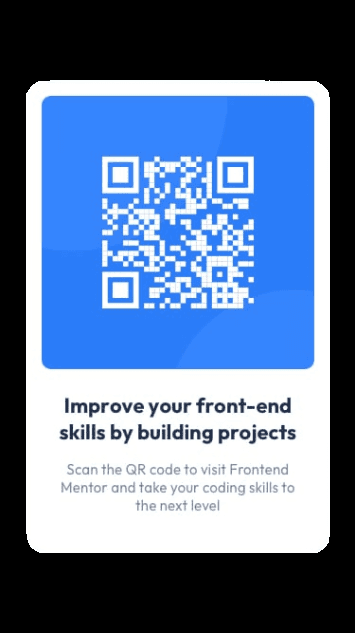 Improve your front-end
skills by building projects
Scan the QR code to visit Frontend
Mentor and take your coding skills to
the next level